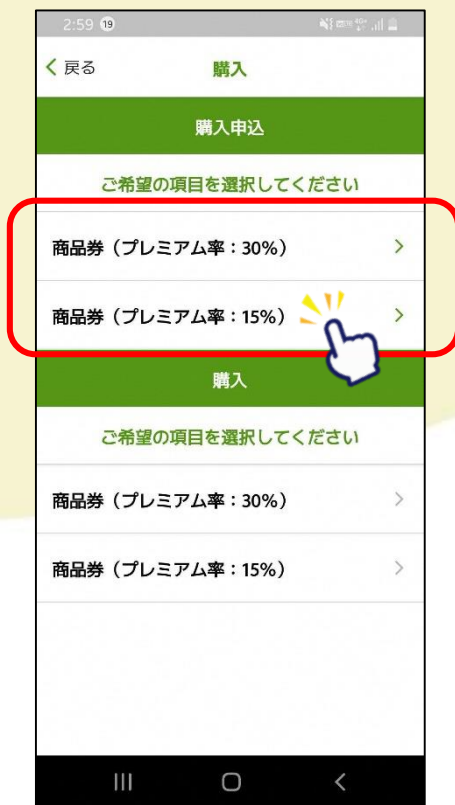 2:59 19
戻る
購入
購入申込
ご希望の項目を選択してください
商品券（プレミアム率：30%）
商品券（プレミアム率：15%）
購入
ご希望の項目を選択してください
商品券（プレミアム率：30%）
商品券（プレミアム率：15%）